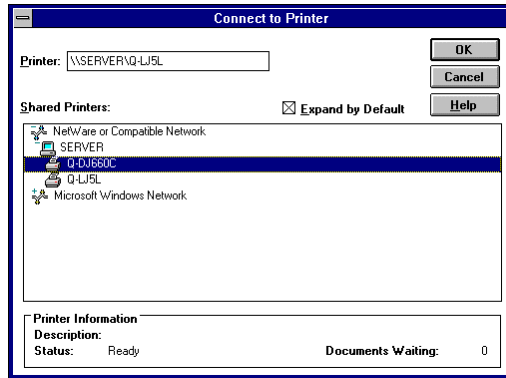 Connect to Printer
Printer: \\SERVER\Q-LJ5L
OK
Cancel
Help
Shared Printers:
Expand by Default
NetWare or Compatible Network
SERVER
Q-DJ660C
Q-LJ5L
Microsoft Windows Network
Printer Information
Description:
Status: Ready Documents Waiting: 0